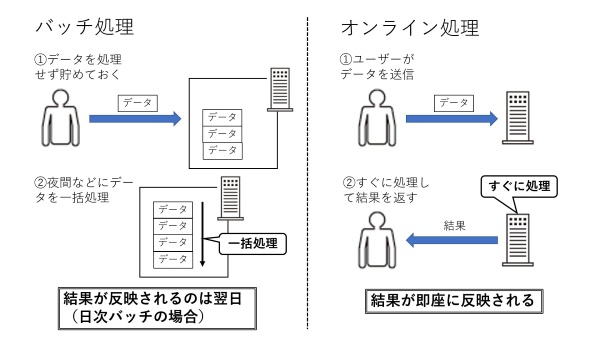 バッチ処理
①データを処理
せず貯めておく
データ
データ
データ
データ
②夜間などにデー
タを一括処理
データ
データ
データ
データ
一括処理
結果が反映されるのは翌日
（日次バッチの場合）
オンライン処理
①ユーザーが
データを送信
データ
②すぐに処理し
て結果を返す
すぐに処理
結果
結果が即座に反映される